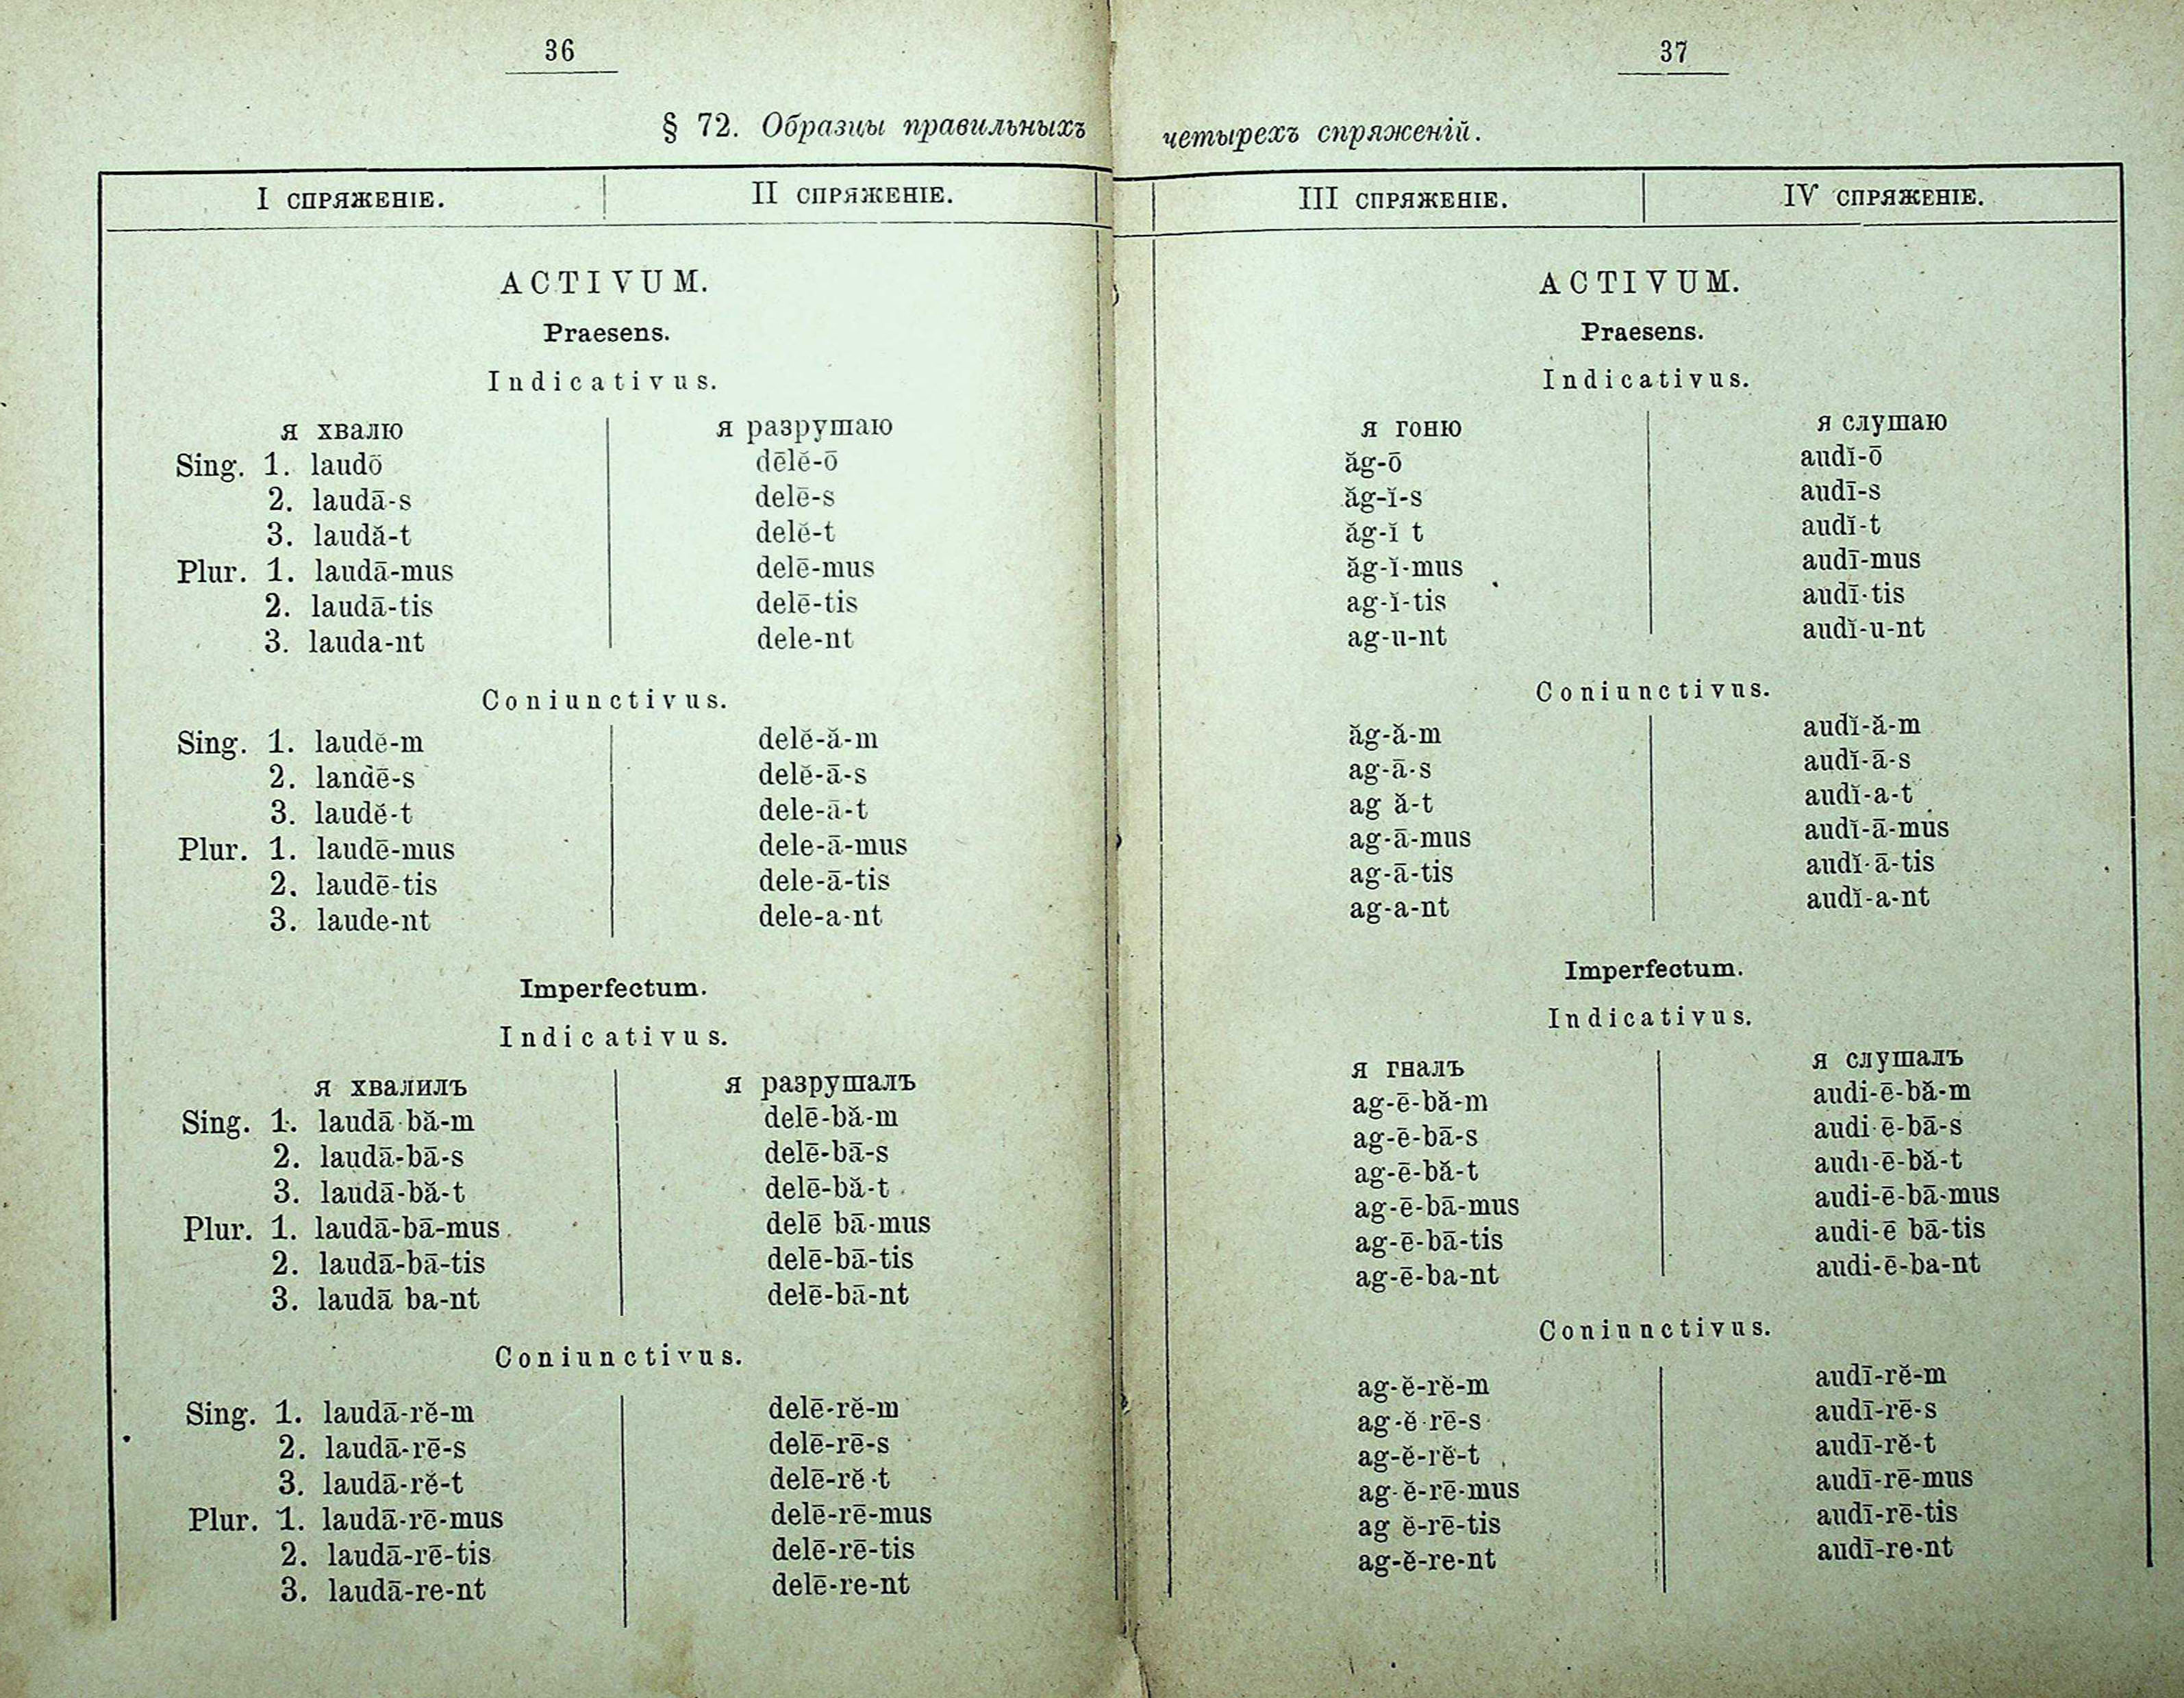 36
§ 72. Образцы правильныхъ
I СПРЯЖЕНІЕ. II СПРЯЖЕНІЕ.
ACTIVUM.
Praesens.
Indicativus.
я хвалю я разрушаю
Sing. 1. laudō dēlĕ-ō
2. laudā-s delē-s
3. laudă-t delĕ-t
Plur. 1. laudā-mus delē-mus
2. laudā-tis delē-tis
3. lauda-nt dele-nt
Coniunctivus.
Sing. 1. laudĕ-m delĕ-ă-m
2. landē-s delĕ-ā-s
3. laudĕ-t dele-ā-t
Plur. 1. laudē-mus dele-ā-mus
2. laudē-tis dele-ā-tis
3. laude-nt dele-a-nt
Imperfectum.
Indicativus.
я хвалилъ я разрушалъ
Sing. 1. laudā-bă-m delē-bă-m
2. laudā-bā-s delē-bā-s
3. laudā-bă-t delē-bă-t
Plur. 1. laudā-bā-mus delē bā-mus
2. laudā-bā-tis delē-bā-tis
3. laudā ba-nt delē-bā-nt
Coniunctivus.
Sing. 1. laudā-rĕ-m delē-rĕ-m
2. laudā-rē-s delē-rē-s
3. laudā-rĕ-t delē-rĕ-t
Plur. 1. laudā-rē-mus delē-rē-mus
2. laudā-rē-tis delē-rē-tis
3. laudā-re-nt delē-re-nt
37
четырехъ спряженій.
III СПРЯЖЕНІЕ. IV СПРЯЖЕНІЕ.
ACTIVUM.
Praesens.
Indicativus.
я гоню я слушаю
ăg-ō audĭ-ō
ăg-ĭ-s audī-s
ăg-ĭ t audĭ-t
ăg-ĭ-mus audī-mus
ag-ĭ-tis audī-tis
ag-u-nt audĭ-u-nt
Coniunctivus.
ăg-ă-m audĭ-ă-m
ag-ā-s audĭ-ā-s
ag ă-t audĭ-a-t
ag-ā-mus audĭ-ā-mus
ag-ā-tis audĭ-ā-tis
ag-a-nt audĭ-a-nt
Imperfectum.
Indicativus.
я гналъ я слушалъ
ag-ē-bă-m audi-ē-bă-m
ag-ē-bā-s audi-ē-bā-s
ag-ē-bă-t audi-ē-bă-t
ag-ē-bā-mus audi-ē-bā-mus
ag-ē-bā-tis audi-ē bā-tis
ag-ē-ba-nt audi-ē-ba-nt
Coniunctivus.
ag-ĕ-rĕ-m audī-rĕ-m
ag-ĕ-rē-s audī-rē-s
ag-ĕ-rĕ-t audī-rĕ-t
ag-ĕ-rē-mus audī-rē-mus
ag ĕ-rē-tis audī-rē-tis
ag-ĕ-re-nt audī-re-nt